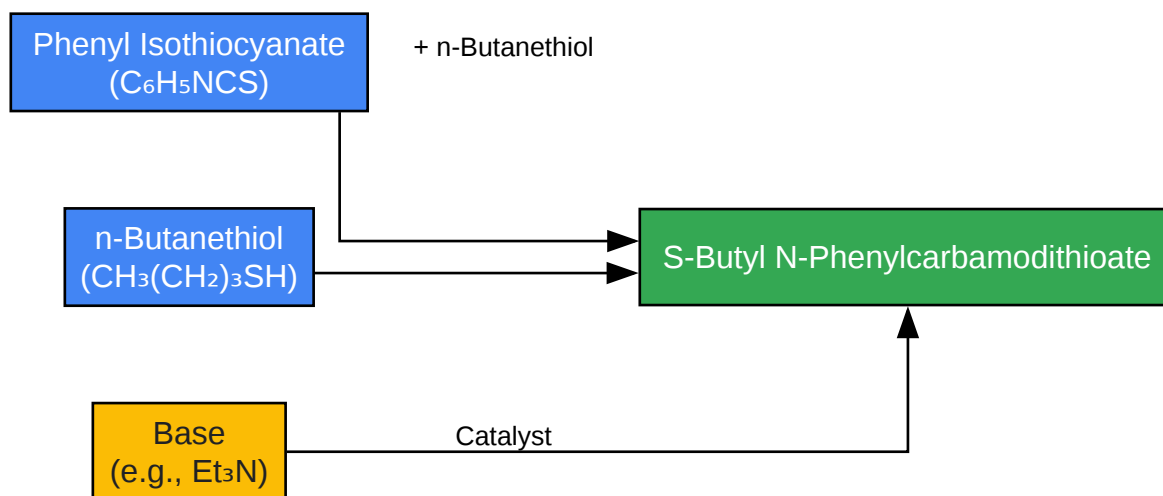 Phenyl Isothiocyanate
(C₆H₅NCS)
+ n-Butanethiol
n-Butanethiol
(CH₃(CH₂)₃SH)
S-Butyl N-Phenylcarbamodithioate
Base
(e.g., Et₃N)
Catalyst